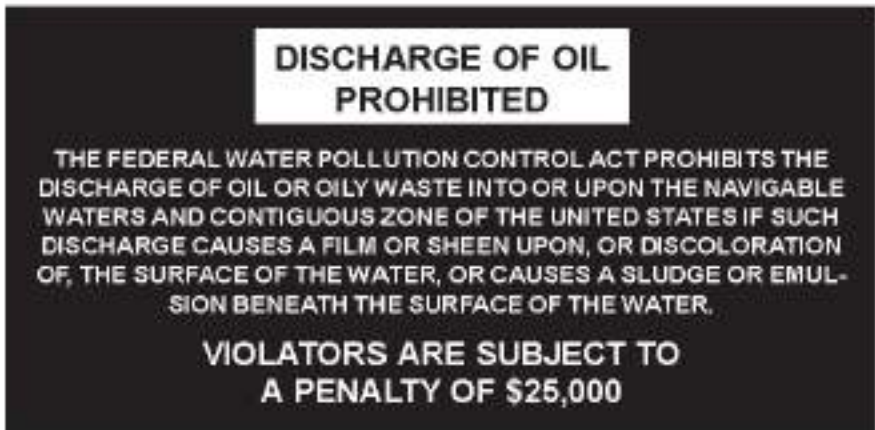 DISCHARGE OF OIL
PROHIBITED
THE FEDERAL WATER POLLUTION CONTROL ACT PROHIBITS THE
DISCHARGE OF OIL OR OILY WASTE INTO OR UPON THE NAVIGABLE
WATERS AND CONTIGUOUS ZONE OF THE UNITED STATES IF SUCH
DISCHARGE CAUSES A FILM OR SHEEN UPON, OR DISCOLORATION
OF, THE SURFACE OF THE WATER, OR CAUSES A SLUDGE OR EMUL-
SION BENEATH THE SURFACE OF THE WATER.
VIOLATORS ARE SUBJECT TO
A PENALTY OF $25,000